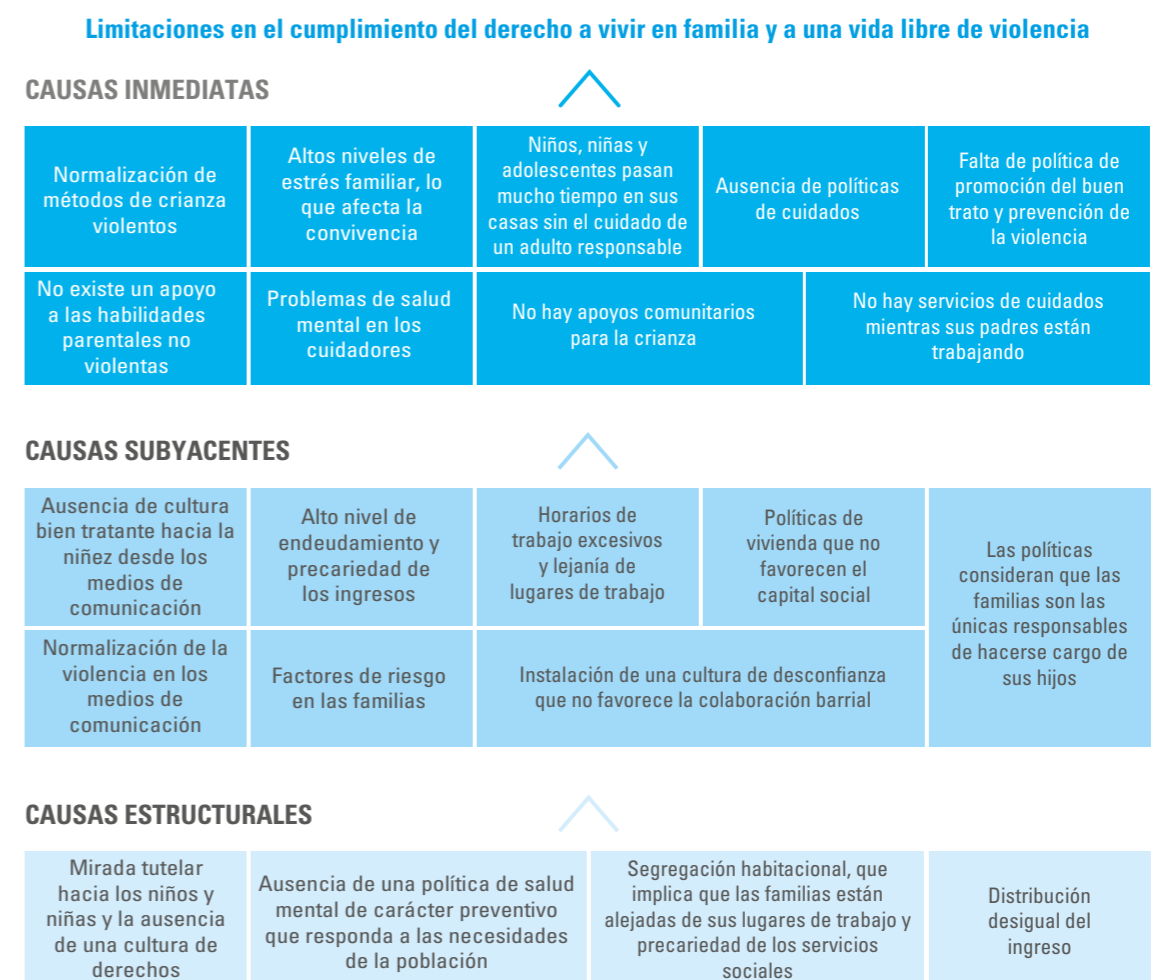 Limitaciones en el cumplimiento del derecho a vivir en familia y a una vida libre de violencia
CAUSAS INMEDIATAS
Normalización de
métodos de crianza
violentos
Altos niveles de
estrés familiar, lo
que afecta la
convivencia
Niños, niñas y
adolescentes pasan
mucho tiempo en sus
casas sin el cuidado de
un adulto responsable
Ausencia de políticas
de cuidados
Falta de política de
promoción del buen
trato y prevención de
la violencia
No existe un apoyo
a las habilidades
parentales no
violentas
Problemas de salud
mental en los
cuidadores
No hay apoyos comunitarios
para la crianza
No hay servicios de cuidados
mientras sus padres están
trabajando
CAUSAS SUBYACENTES
Ausencia de cultura
bien tratante hacia la
niñez desde los
medios de
comunicación
Alto nivel de
endeudamiento y
precariedad de
los ingresos
Horarios de
trabajo excesivos
y lejanía de
lugares de trabajo
Políticas de
vivienda que no
favorecen el
capital social
Las políticas
consideran que las
familias son las
únicas responsables
de hacerse cargo de
sus hijos
Normalización de la
violencia en los
medios de
comunicación
Factores de riesgo
en las familias
Instalación de una cultura de desconfianza
que no favorece la colaboración barrial
CAUSAS ESTRUCTURALES
Mirada tutelar
hacia los niños y
niñas y la ausencia
de una cultura de
derechos
Ausencia de una política de salud
mental de carácter preventivo
que responda a las necesidades
de la población
Segregación habitacional, que
implica que las familias están
alejadas de sus lugares de trabajo y
precariedad de los servicios
sociales
Distribución
desigual del
ingreso